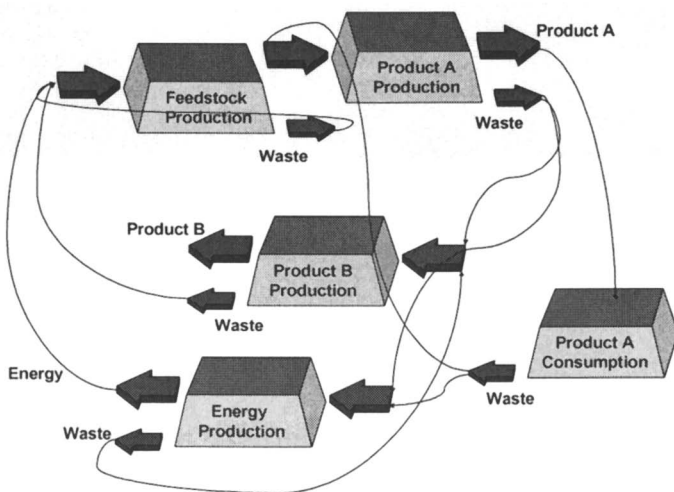 Product A
Product A
Production
Feedstock
Production
Waste
Waste
Product B
Product B
Production
Waste
Product A
Consumption
Waste
Energy
Energy
Production
Waste